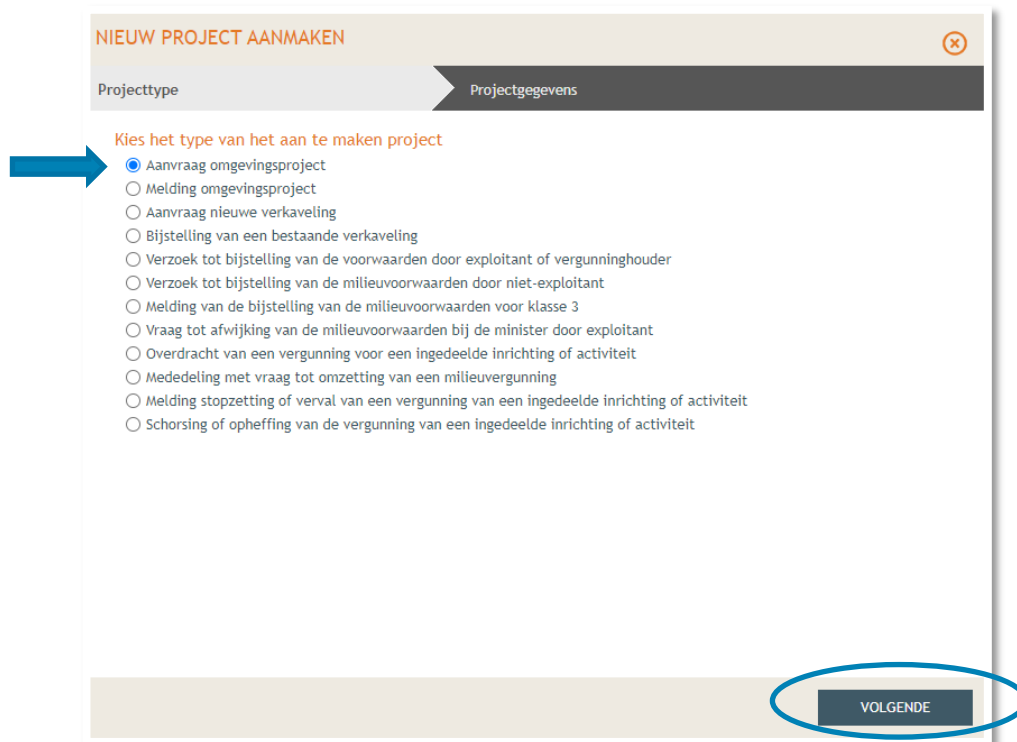 NIEUW PROJECT AANMAKEN
Projecttype
Projectgegevens
Kies het type van het aan te maken project
Aanvraag omgevingsproject
Melding omgevingsproject
Aanvraag nieuwe verkaveling
Bijstelling van een bestaande verkaveling
Verzoek tot bijstelling van de voorwaarden door exploitant of vergunninghouder
Verzoek tot bijstelling van de milieuvoorwaarden door niet-exploitant
Melding van de bijstelling van de milieuvoorwaarden voor klasse 3
Vraag tot afwijking van de milieuvoorwaarden bij de minister door exploitant
Overdracht van een vergunning voor een ingedeelde inrichting of activiteit
Mededeling met vraag tot omzetting van een milieuvergunning
Melding stopzetting of verval van een vergunning van een ingedeelde inrichting of activiteit
Schorsing of opheffing van de vergunning van een ingedeelde inrichting of activiteit
VOLGENDE